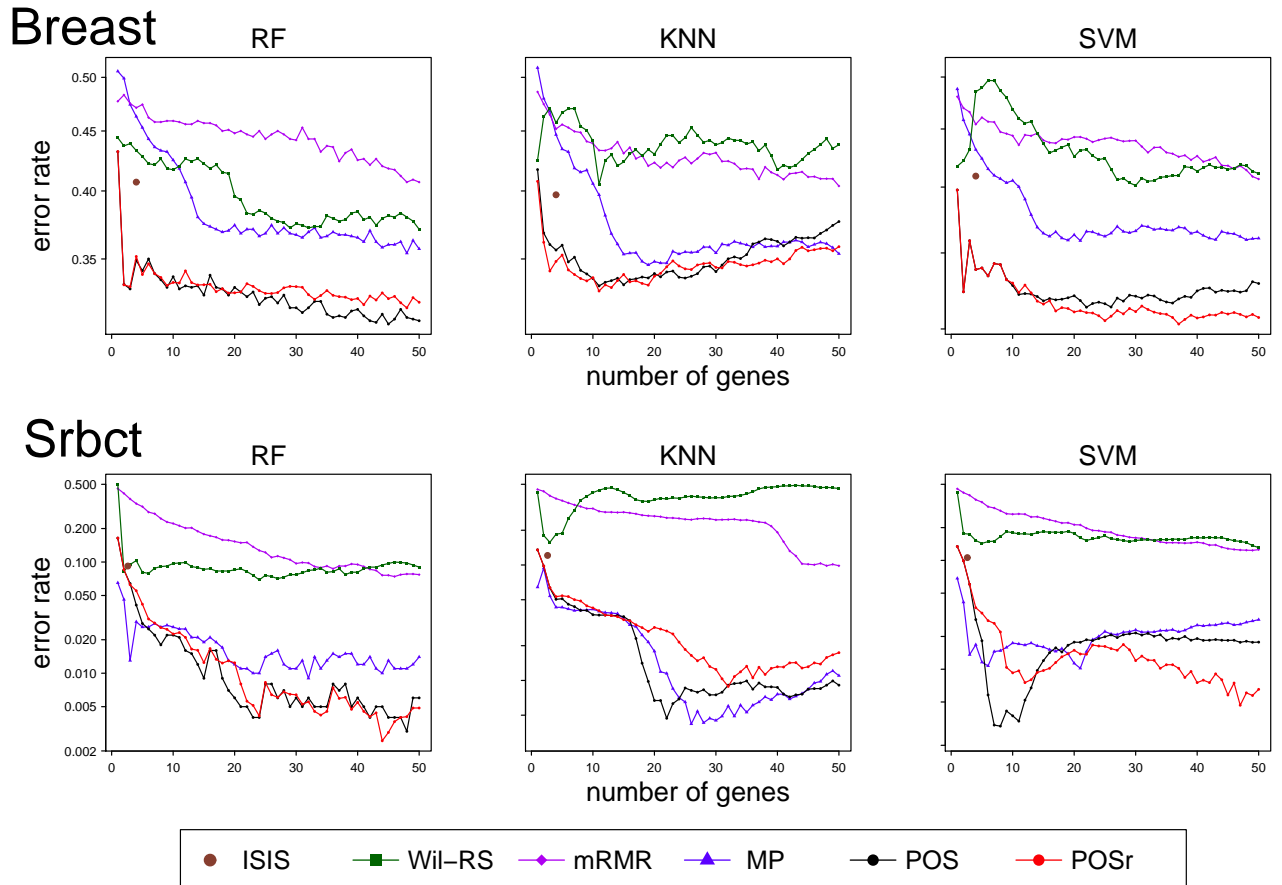 Breast
RF KNN SVM
error rate
0.50
0.45
0.40
0.35
0 10 20 30 40 50 0 10 20 30 40 50 0 10 20 30 40 50
number of genes
Srbct
RF KNN SVM
error rate
0.500
0.200
0.100
0.050
0.020
0.010
0.005
0.002
0 10 20 30 40 50 0 10 20 30 40 50 0 10 20 30 40 50
number of genes
ISIS Wil−RS mRMR MP POS POSr